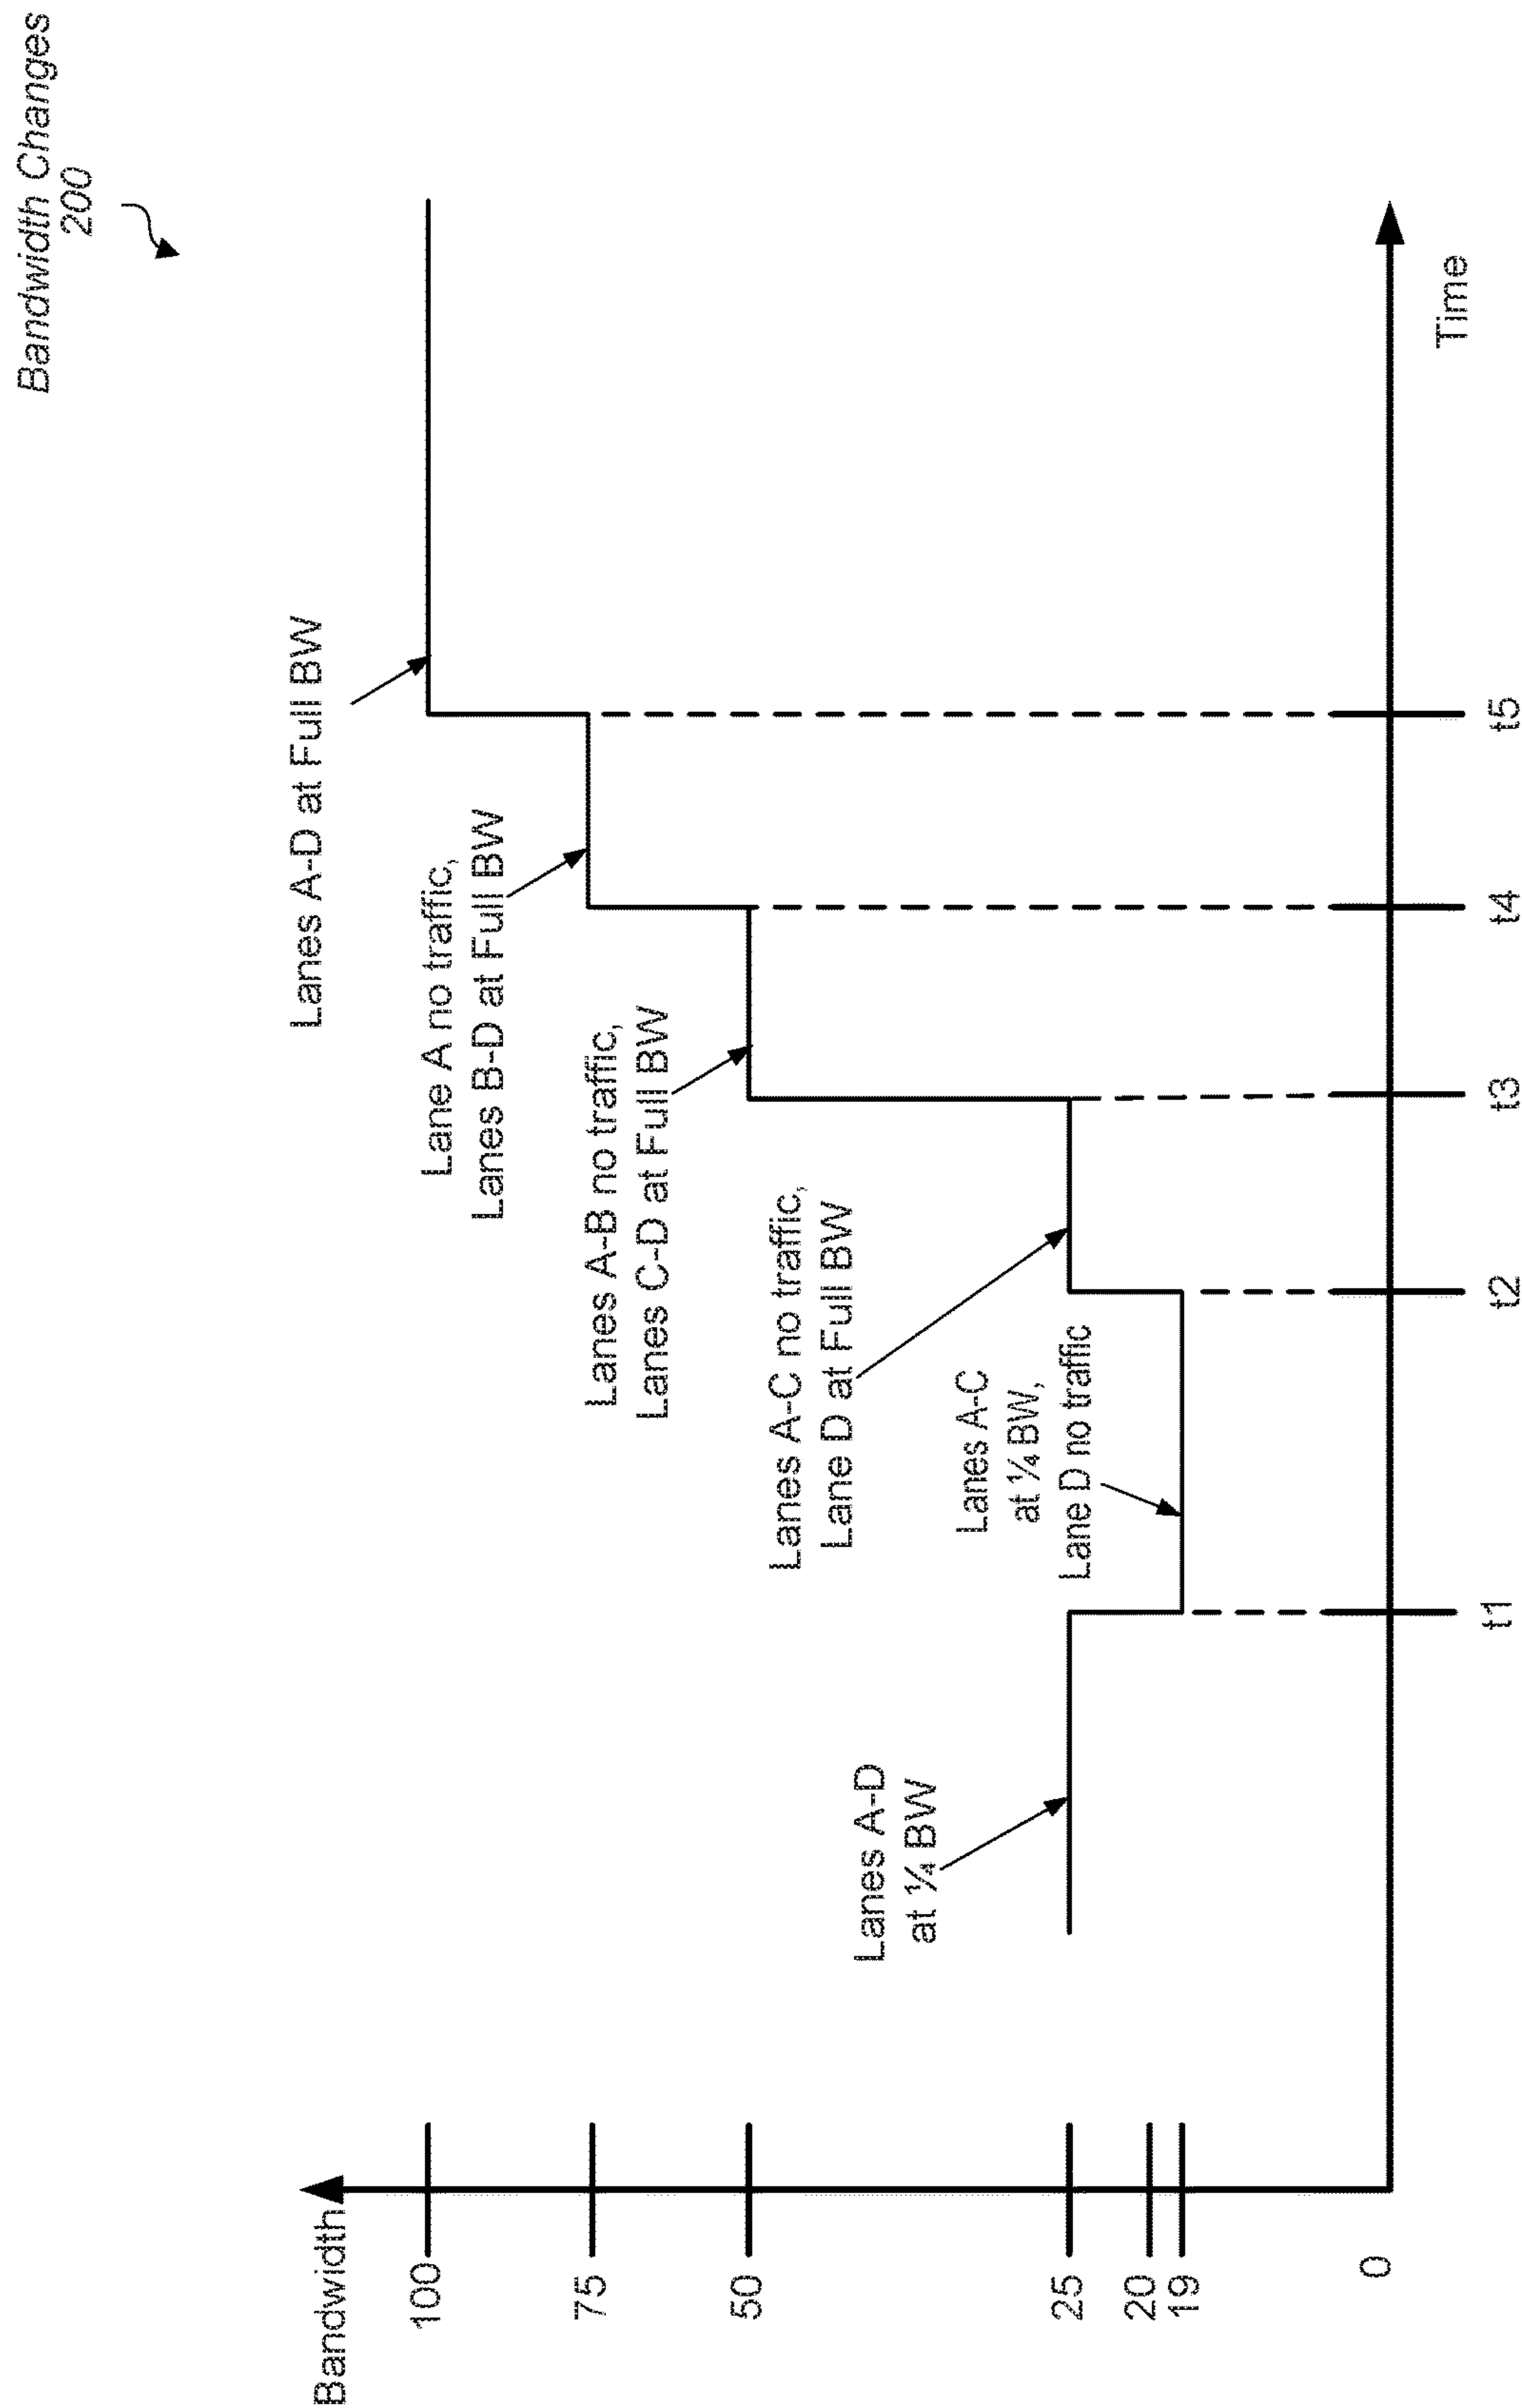 Bandwidth Changes
200
Bandwidth
100
75
50
25
20
19
0
Lanes A-D
at ¼ BW
Lanes A-C
at ¼ BW,
Lane D no traffic
Lanes A-C no traffic,
Lane D at Full BW
Lanes A-B no traffic,
Lanes C-D at Full BW
Lane A no traffic,
Lanes B-D at Full BW
Lanes A-D at Full BW
t1
t2
t3
t4
t5
Time